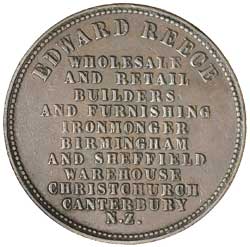 EDWARD REECE
WHOLESALE
AND RETAIL
BUILDERS
AND FURNISHING
IRONMONGER
BIRMINGHAM
AND SHEFFIELD
WAREHOUSE
CHRISTCHURCH
CANTERBURY
N.Z.